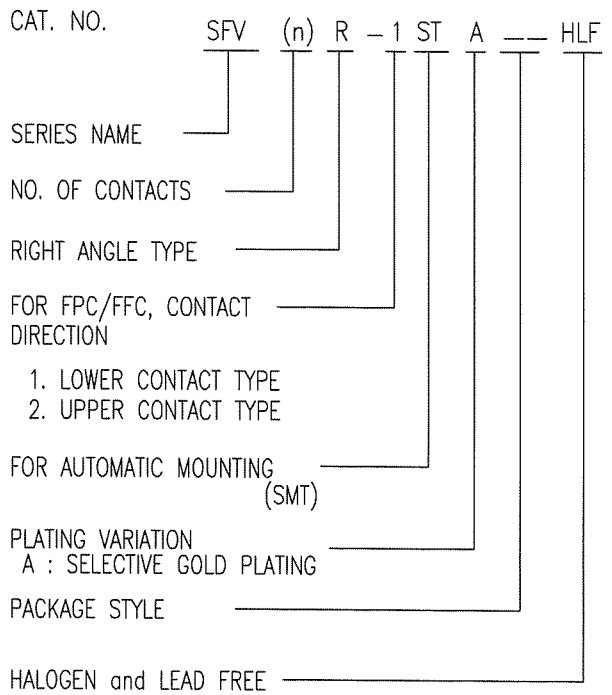 CAT. NO.
SFV (n) R - 1 ST A __ HLF
SERIES NAME
NO. OF CONTACTS
RIGHT ANGLE TYPE
FOR FPC/FFC, CONTACT
DIRECTION
1. LOWER CONTACT TYPE
2. UPPER CONTACT TYPE
FOR AUTOMATIC MOUNTING
(SMT)
PLATING VARIATION
A : SELECTIVE GOLD PLATING
PACKAGE STYLE
HALOGEN and LEAD FREE